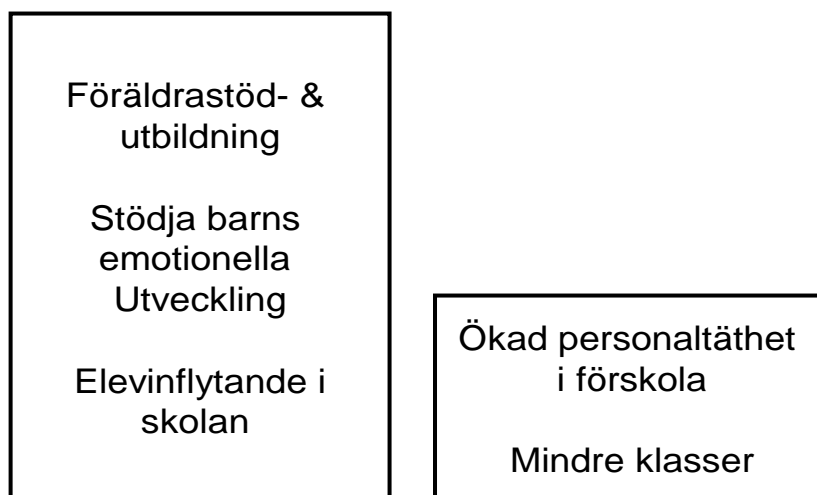 Föräldrastöd- &
utbildning
Stödja barns
emotionella
Utveckling
Elevinflytande i
skolan
Ökad personaltäthet
i förskola
Mindre klasser